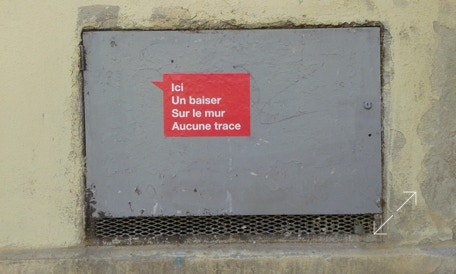 Ici
Un baiser
Sur le mur
Aucune trace